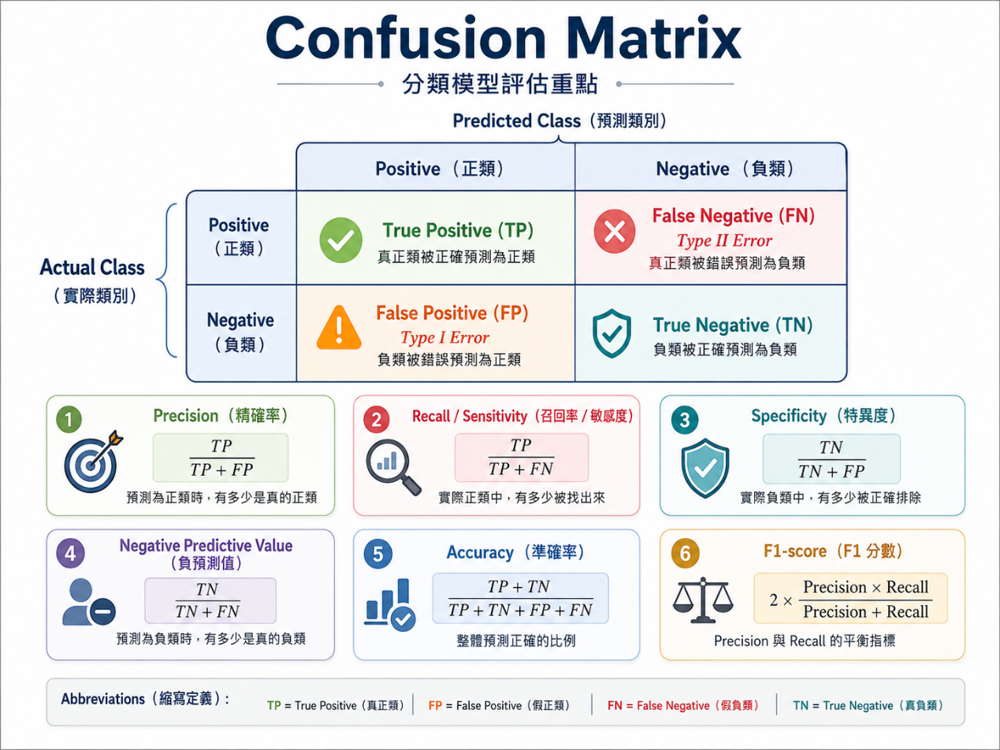 Confusion Matrix
分類模型評估重點
Predicted Class（預測類別）
Positive（正類）
Negative（負類）
Actual Class
（實際類別）
Positive
（正類）
True Positive (TP)
真正類被正確預測為正類
False Negative (FN)
Type II Error
真正類被錯誤預測為負類
Negative
（負類）
False Positive (FP)
Type I Error
負類被錯誤預測為正類
True Negative (TN)
負類被正確預測為負類
1
Precision（精確率）
TP
TP + FP
預測為正類時，有多少是真的正類
2
Recall / Sensitivity（召回率 / 敏感度）
TP
TP + FN
實際正類中，有多少被找出來
3
Specificity（特異度）
TN
TN + FP
實際負類中，有多少被正確排除
4
Negative Predictive Value
（負預測值）
TN
TN + FN
預測為負類時，有多少是真的負類
5
Accuracy（準確率）
TP + TN
TP + TN + FP + FN
整體預測正確的比例
6
F1-score（F1 分數）
2 ×
Precision × Recall
Precision + Recall
Precision 與 Recall 的平衡指標
Abbreviations（縮寫定義）:
TP = True Positive（真正類）
FP = False Positive（假正類）
FN = False Negative（假負類）
TN = True Negative（真負類）